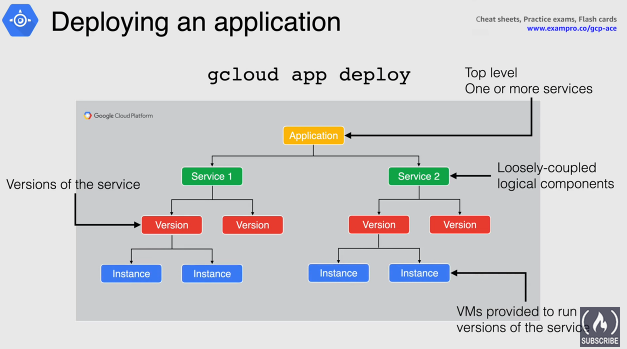 Deploying an application
Cheat sheets, Practice exams, Flash cards
www.exampro.co/gcp-ace
gcloud app deploy
Top level
One or more services
Google Cloud Platform
Application
Service 1
Service 2
Loosely-coupled
logical components
Versions of the service
Version
Version
Version
Version
Instance
Instance
Instance
Instance
VMs provided to run
versions of the service
SUBSCRIBE